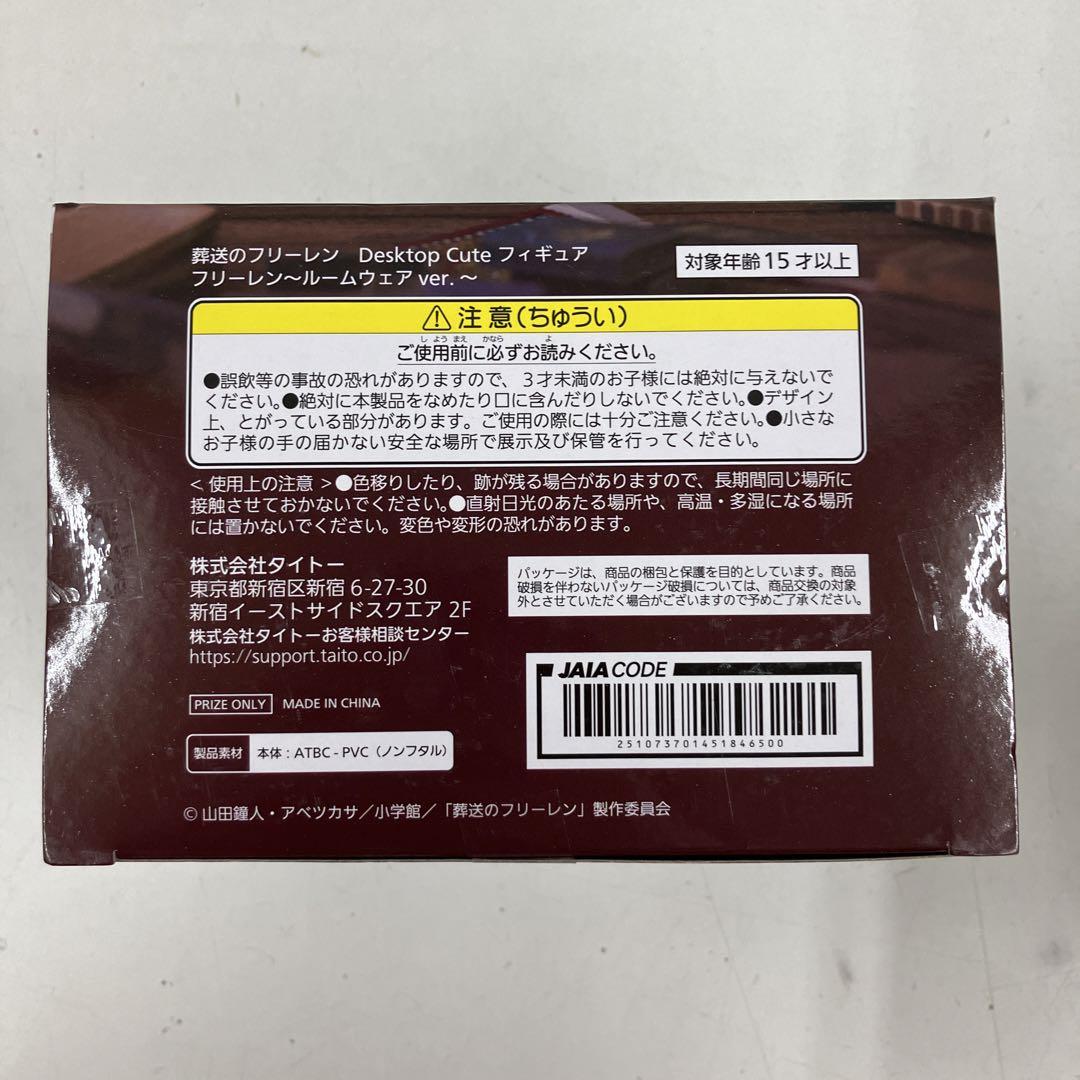 葬送のフリーレン　Desktop Cute フィギュア
フリーレン～ルームウェア ver. ～
対象年齢 15 才以上
⚠ 注 意（ちゅうい）
ご使用前に必ずお読みください。
●誤飲等の事故の恐れがありますので、３才未満のお子様には絶対に与えないで
ください。●絶対に本製品をなめたり口に含んだりしないでください。●デザイン
上、とがっている部分があります。ご使用の際には十分ご注意ください。●小さな
お子様の手の届かない安全な場所で展示及び保管を行ってください。
< 使用上の注意 >●色移りしたり、跡が残る場合がありますので、長期間同じ場所に
接触させておかないでください。●直射日光のあたる場所や、高温・多湿になる場所
には置かないでください。変色や変形の恐れがあります。
株式会社タイトー
東京都新宿区新宿 6-27-30
新宿イーストサイドスクエア 2F
株式会社タイトーお客様相談センター
https://support.taito.co.jp/
パッケージは、商品の梱包と保護を目的としています。商品
破損を伴わないパッケージ破損については、商品交換の対象
外とさせていただく場合がございますので予めご了承ください。
PRIZE ONLY MADE IN CHINA
JAIA CODE
251073701451846500
製品素材 本体：ATBC - PVC（ノンフタル）
© 山田鐘人・アベツカサ／小学館／「葬送のフリーレン」製作委員会